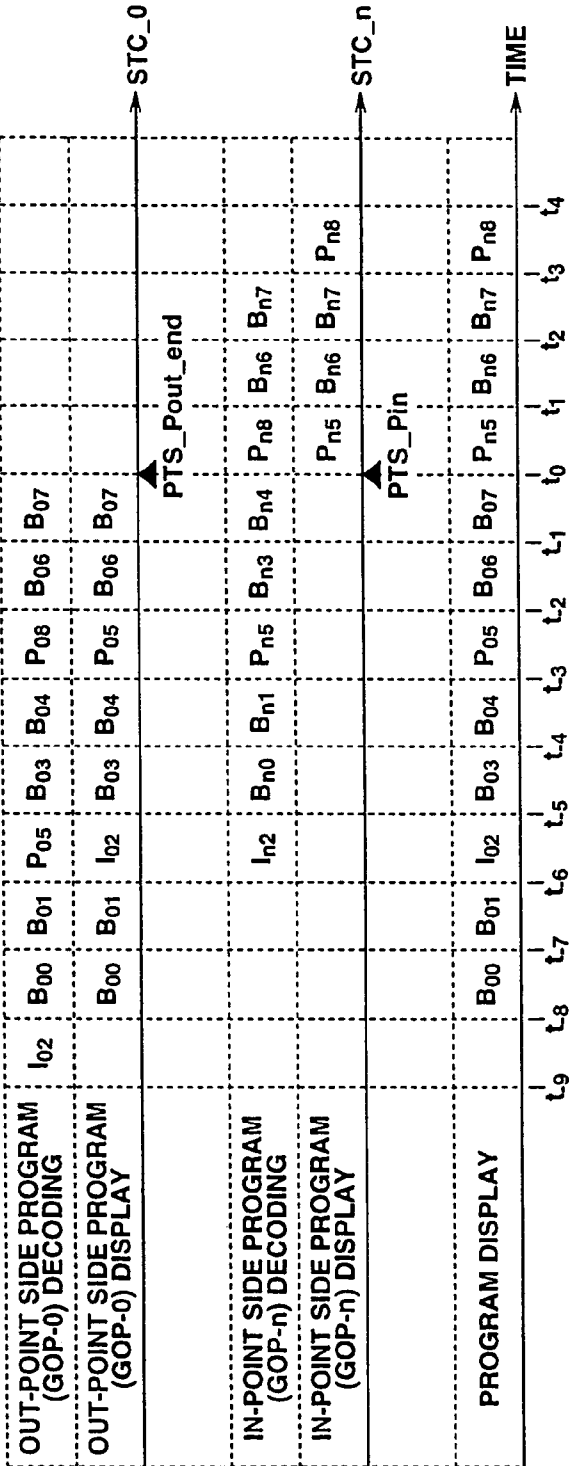 OUT-POINT SIDE PROGRAM
(GOP-0) DECODING
I02 B00 B01 P05 B03 B04 P08 B06 B07
OUT-POINT SIDE PROGRAM
(GOP-0) DISPLAY
B00 B01 I02 B03 B04 P05 B06 B07
STC_0
PTS_Pout_end
IN-POINT SIDE PROGRAM
(GOP-n) DECODING
In2 Bn0 Bn1 Pn5 Bn3 Bn4 Pn8 Bn6 Bn7
IN-POINT SIDE PROGRAM
(GOP-n) DISPLAY
Pn5 Bn6 Bn7 Pn8
STC_n
PTS_Pin
PROGRAM DISPLAY
B00 B01 I02 B03 B04 P05 B06 B07 Pn5 Bn6 Bn7 Pn8
TIME
t-9 t-8 t-7 t-6 t-5 t-4 t-3 t-2 t-1 t0 t1 t2 t3 t4